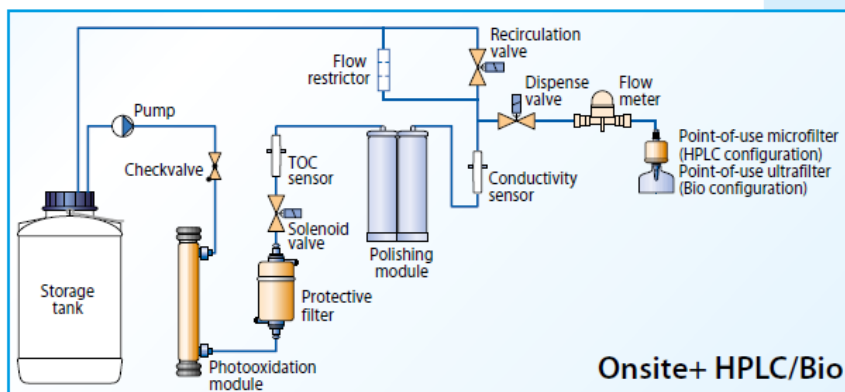 Recirculation
valve
Flow
restrictor
Dispense
valve
Flow
meter
Pump
Checkvalve
TOC
sensor
Solenoid
valve
Conductivity
sensor
Point-of-use microfilter
(HPLC configuration)
Point-of-use ultrafilter
(Bio configuration)
Polishing
module
Storage
tank
Protective
filter
Photooxidation
module
Onsite+ HPLC/Bio